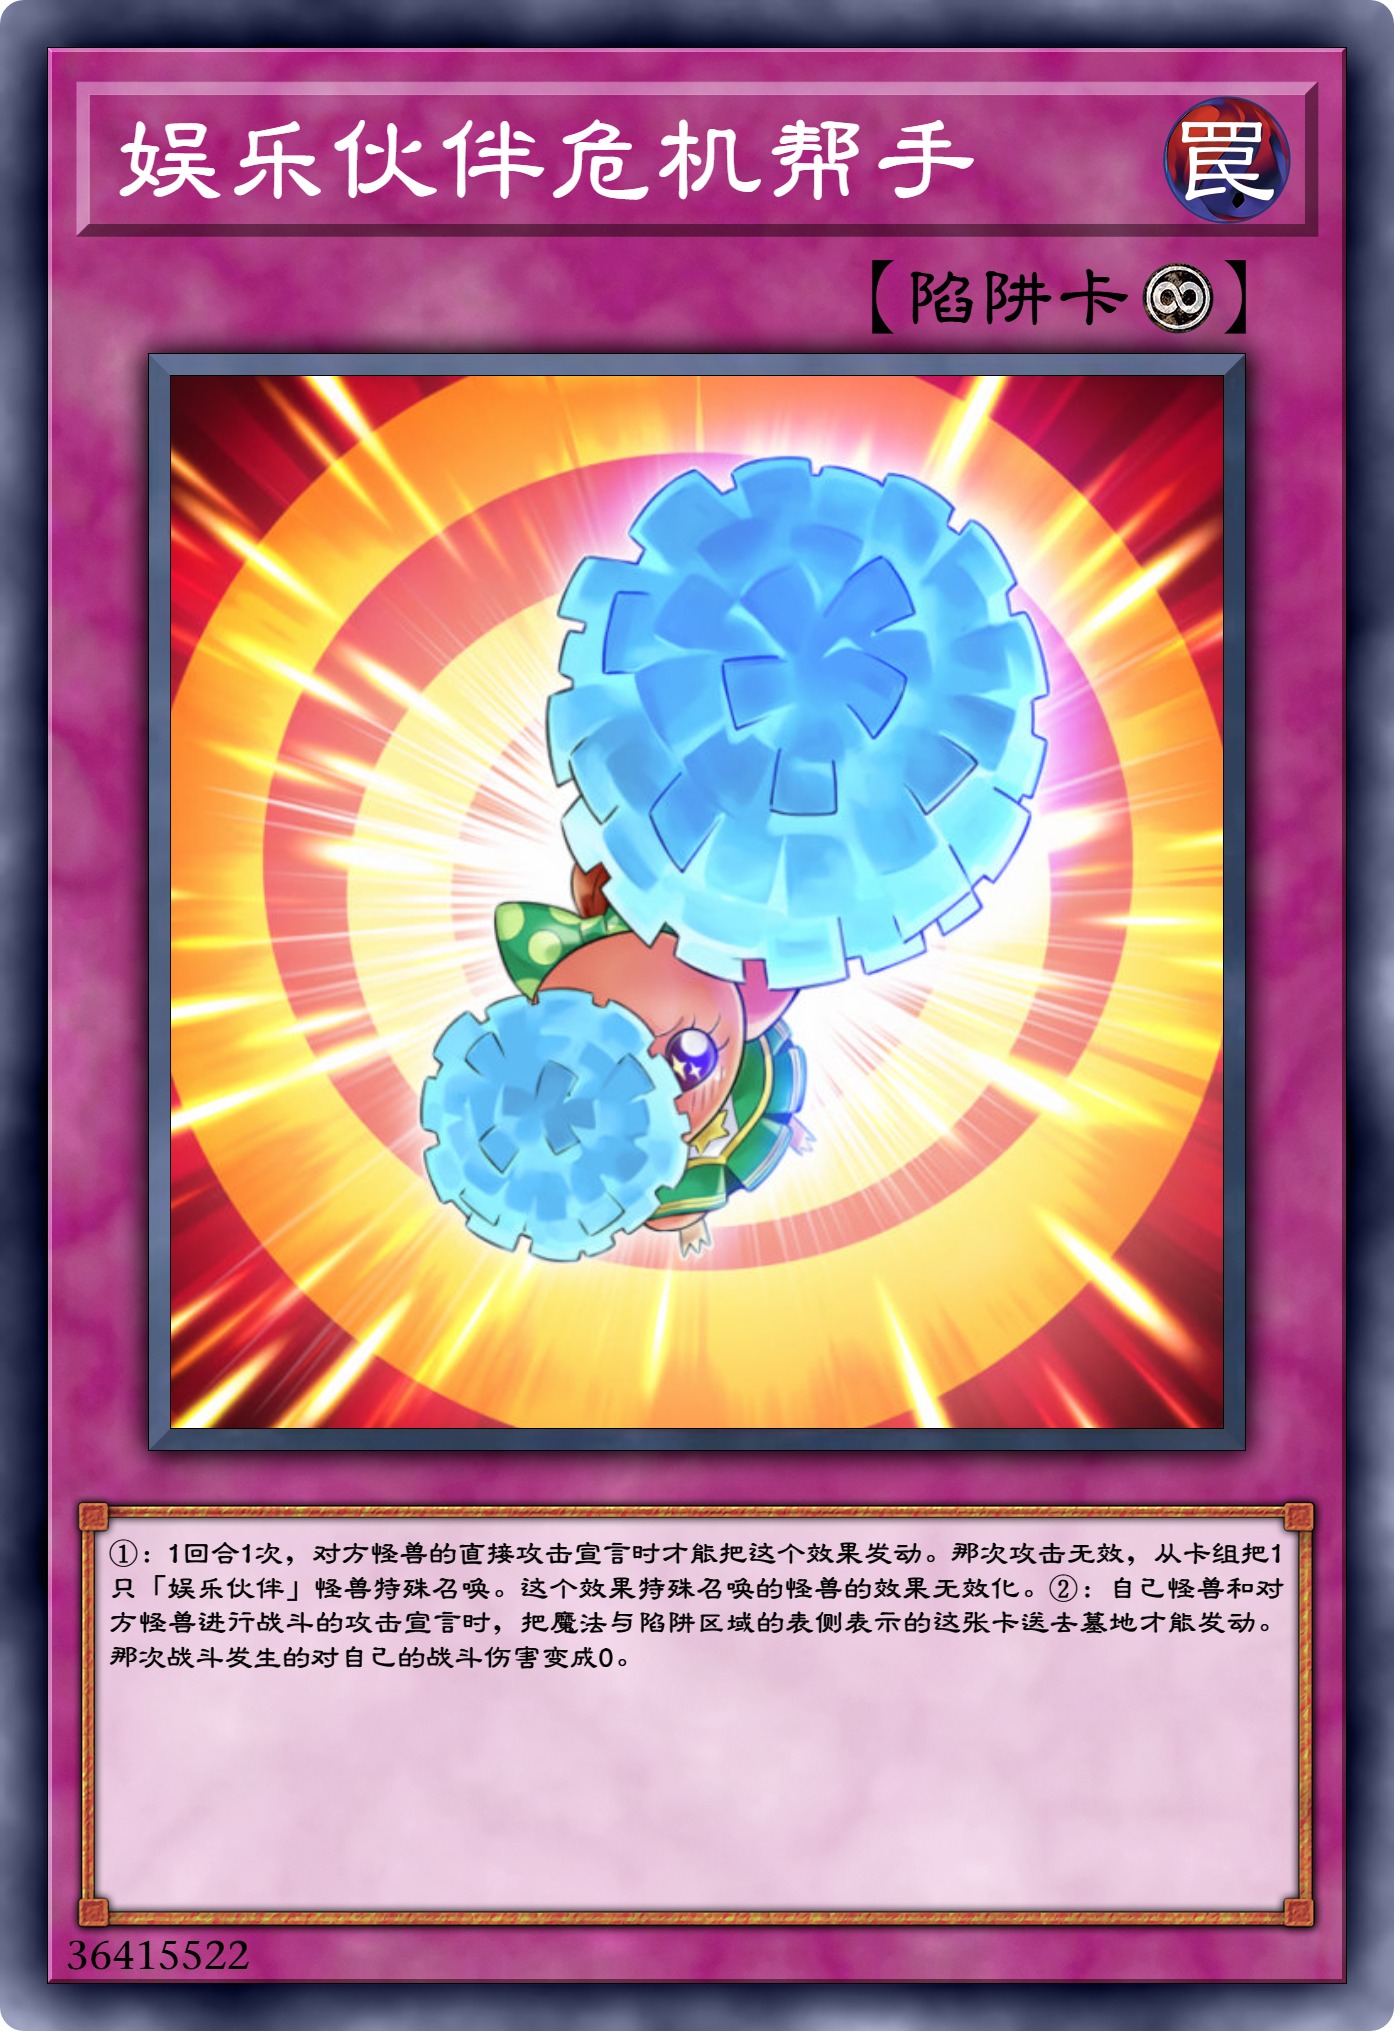 娱乐伙伴危机帮手
罠
【陷阱卡】
①：1回合1次，对方怪兽的直接攻击宣言时才能把这个效果发动。那次攻击无效，从卡组把1
只「娱乐伙伴」怪兽特殊召唤。这个效果特殊召唤的怪兽的效果无效化。②：自己怪兽和对
方怪兽进行战斗的攻击宣言时，把魔法与陷阱区域的表侧表示的这张卡送去墓地才能发动。
那次战斗发生的对自己的战斗伤害变成0。
36415522